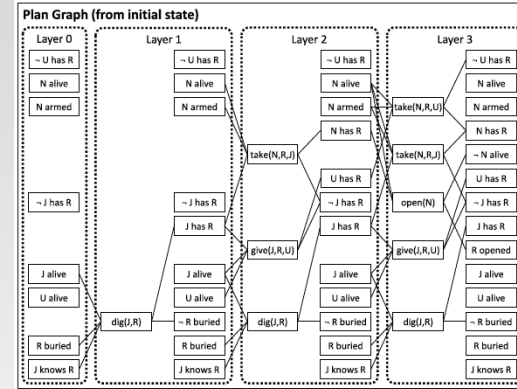 Plan Graph (from initial state)
Layer 0
¬ U has R
N alive
N armed
¬ J has R
J alive
U alive
R buried
J knows R
Layer 1
dig(J,R)
¬ U has R
N alive
N armed
¬ J has R
J has R
J alive
U alive
¬ R buried
R buried
J knows R
Layer 2
take(N,R,J)
give(J,R,U)
dig(J,R)
¬ U has R
N alive
N armed
N has R
U has R
¬ J has R
J has R
J alive
U alive
¬ R buried
R buried
J knows R
Layer 3
take(N,R,U)
take(N,R,J)
open(N)
give(J,R,U)
dig(J,R)
¬ U has R
N alive
N armed
N has R
¬ N alive
U has R
¬ J has R
J has R
R opened
J alive
U alive
¬ R buried
R buried
J knows R